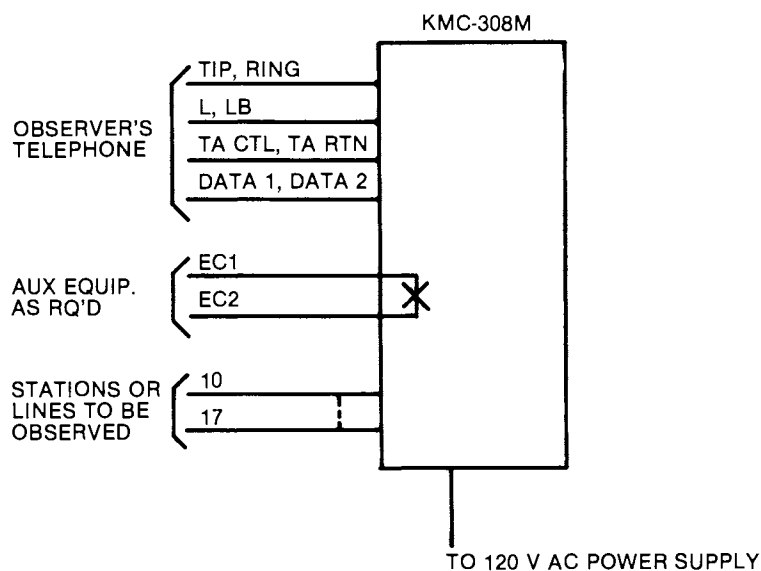 KMC-308M
OBSERVER'S
TELEPHONE
TIP, RING
L, LB
TA CTL, TA RTN
DATA 1, DATA 2
AUX EQUIP.
AS RQ'D
EC1
EC2
STATIONS OR
LINES TO BE
OBSERVED
10
17
TO 120 V AC POWER SUPPLY